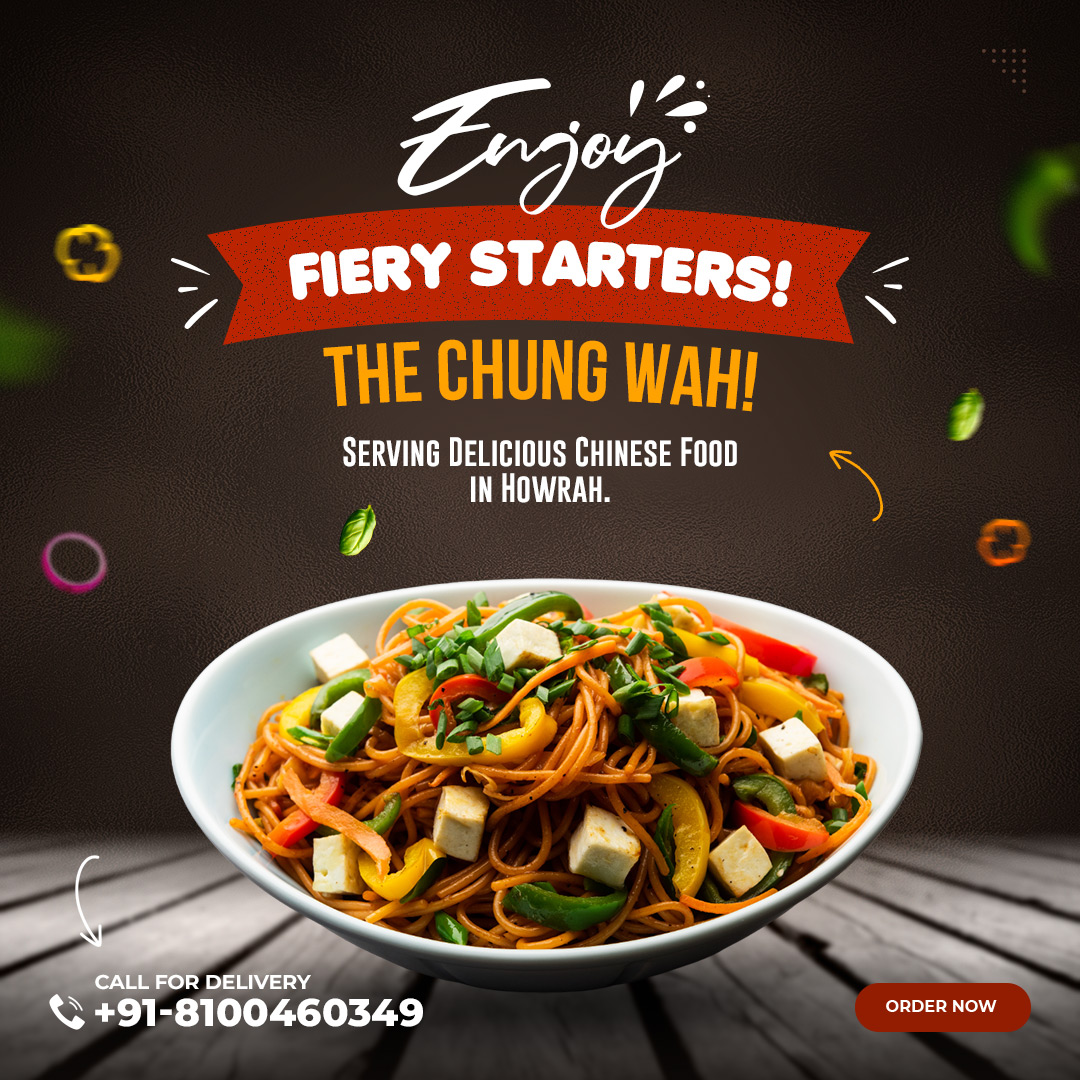 Enjoy
FIERY STARTERS!
THE CHUNG WAH!
SERVING DELICIOUS CHINESE FOOD
IN HOWRAH.
CALL FOR DELIVERY
+91-8100460349
ORDER NOW